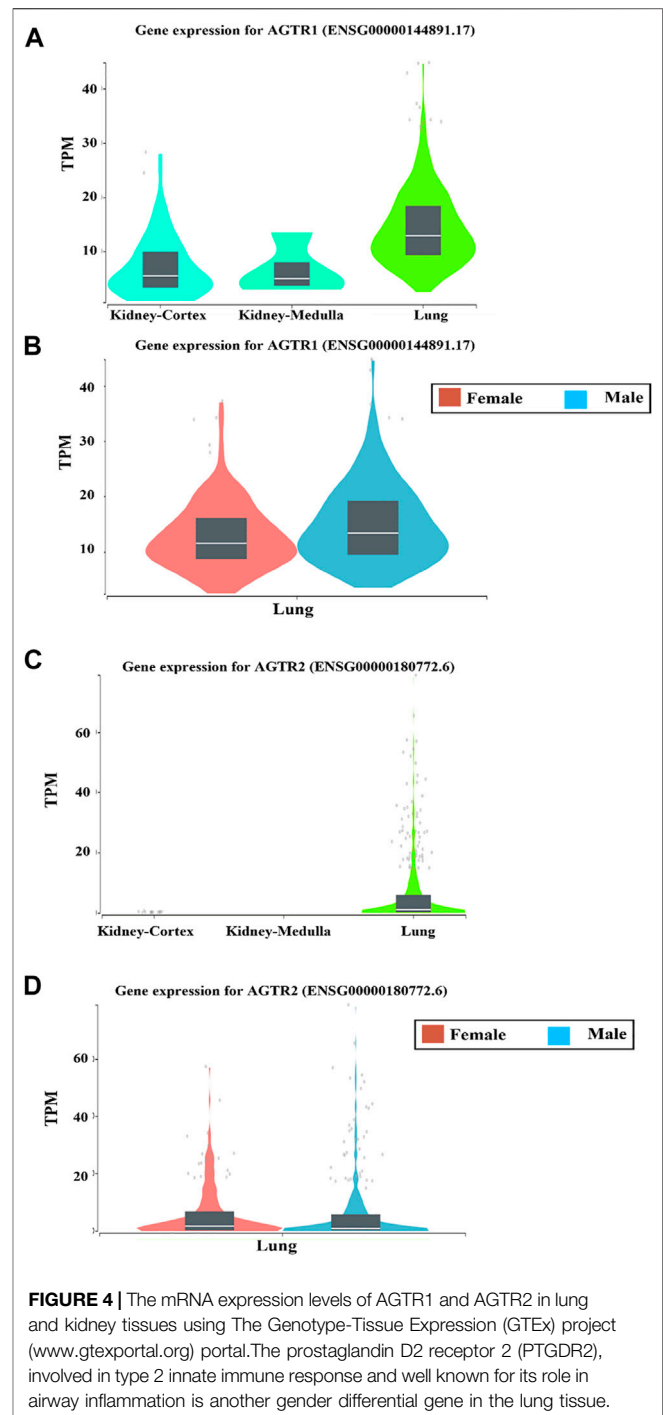 A
Gene expression for AGTR1 (ENSG00000144891.17)
TPM
40
30
20
10
Kidney-Cortex
Kidney-Medulla
Lung
B
Gene expression for AGTR1 (ENSG00000144891.17)
Female
Male
TPM
40
30
20
10
Lung
C
Gene expression for AGTR2 (ENSG00000180772.6)
TPM
60
40
20
Kidney-Cortex
Kidney-Medulla
Lung
D
Gene expression for AGTR2 (ENSG00000180772.6)
Female
Male
TPM
60
40
20
Lung
FIGURE 4 | The mRNA expression levels of AGTR1 and AGTR2 in lung
and kidney tissues using The Genotype-Tissue Expression (GTEx) project
(www.gtexportal.org) portal.The prostaglandin D2 receptor 2 (PTGDR2),
involved in type 2 innate immune response and well known for its role in
airway inflammation is another gender differential gene in the lung tissue.